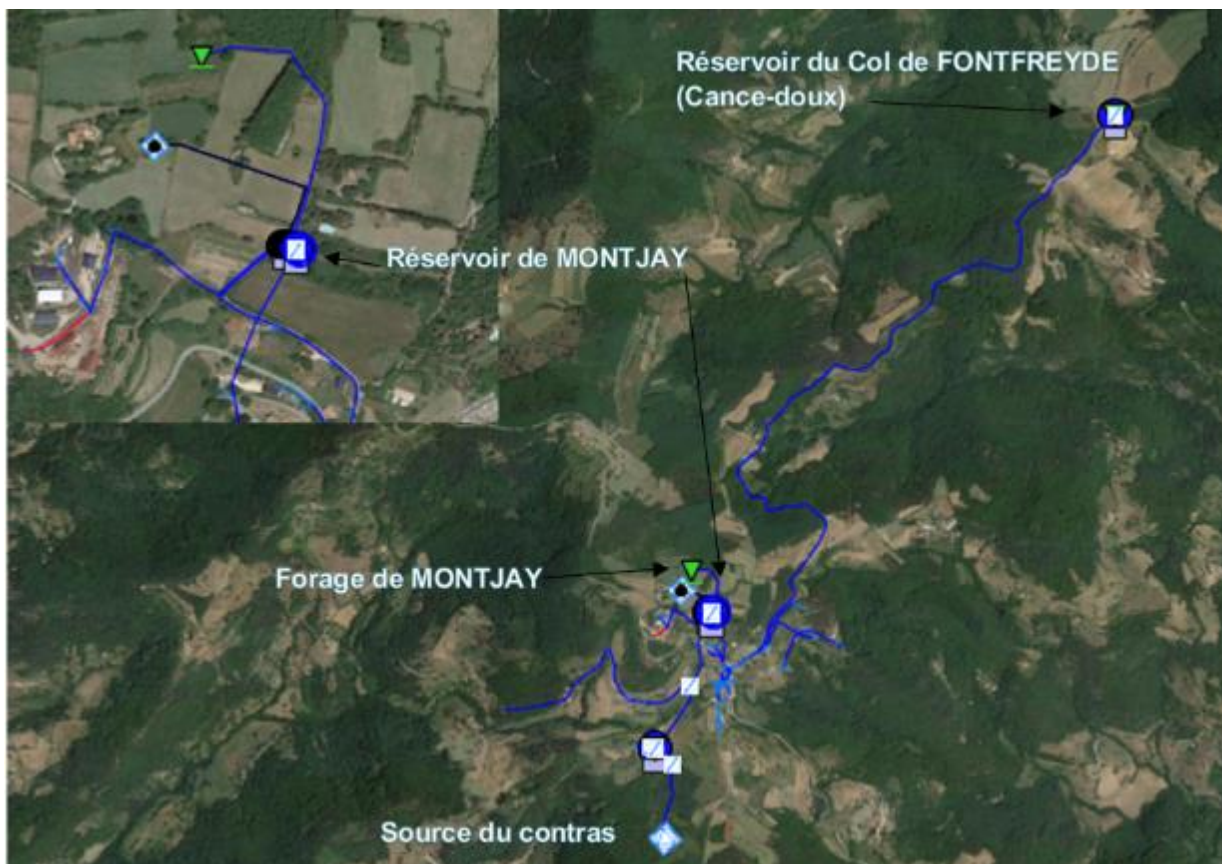 Réservoir du Col de FONTFREYDE
(Cance-doux)
Réservoir de MONTJAY
Forage de MONTJAY
Source du contras